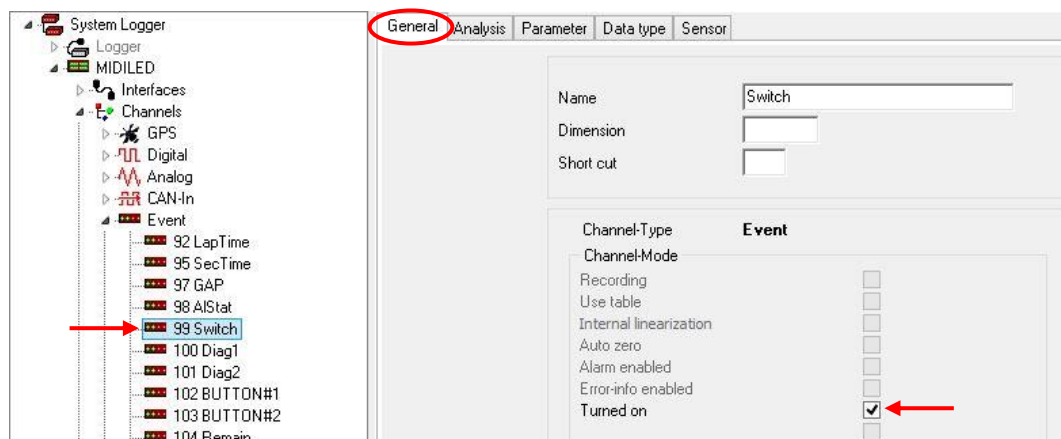 System Logger
Logger
MIDILED
Interfaces
Channels
GPS
Digital
Analog
CAN-In
Event
92 LapTime
95 SecTime
97 GAP
98 AlStat
99 Switch
100 Diag1
101 Diag2
102 BUTTON#1
103 BUTTON#2
104 Remain
General Analysis Parameter Data type Sensor
Name Switch
Dimension
Short cut
Channel-Type Event
Channel-Mode
Recording
Use table
Internal linearization
Auto zero
Alarm enabled
Error-info enabled
Turned on